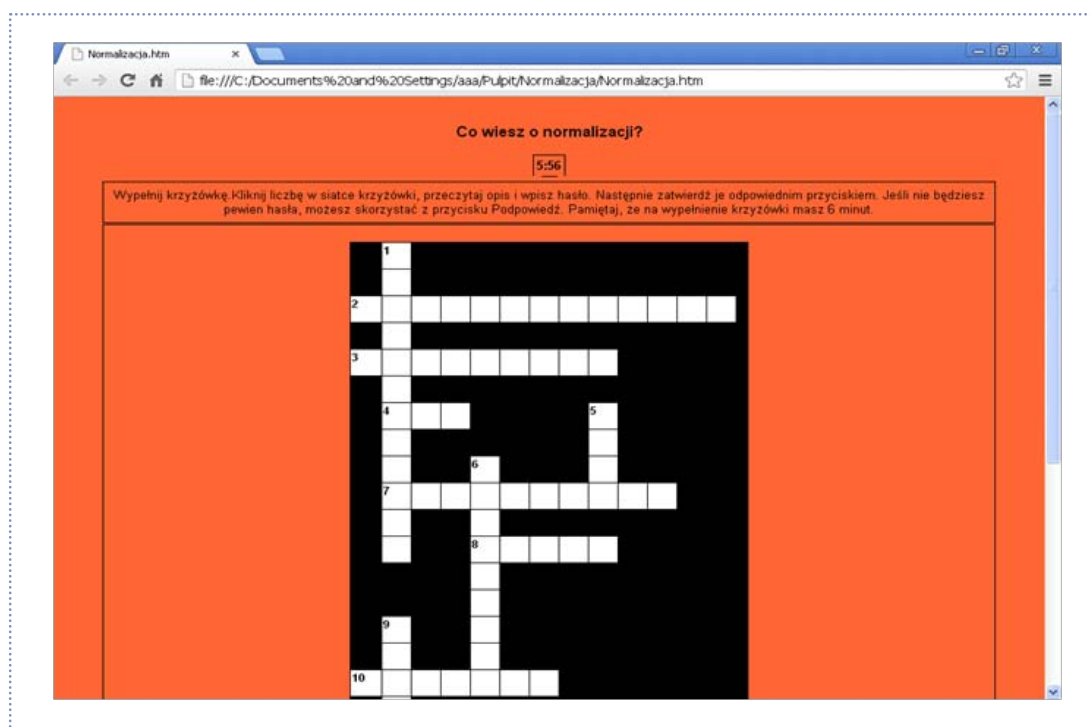 Normalizacja.htm
file:///C:/Documents%20and%20Settings/aaa/Pulpit/Normalizacja/Normalizacja.htm
Co wiesz o normalizacji?
5:56
Wypełnij krzyżówkę.Kliknij liczbę w siatce krzyżówki, przeczytaj opis i wpisz hasło. Następnie zatwierdź je odpowiednim przyciskiem. Jeśli nie będziesz
pewien hasła, możesz skorzystać z przycisku Podpowiedź. Pamiętaj, że na wypełnienie krzyżówki masz 6 minut.
1
2
3
4 5
6
7
8
9
10